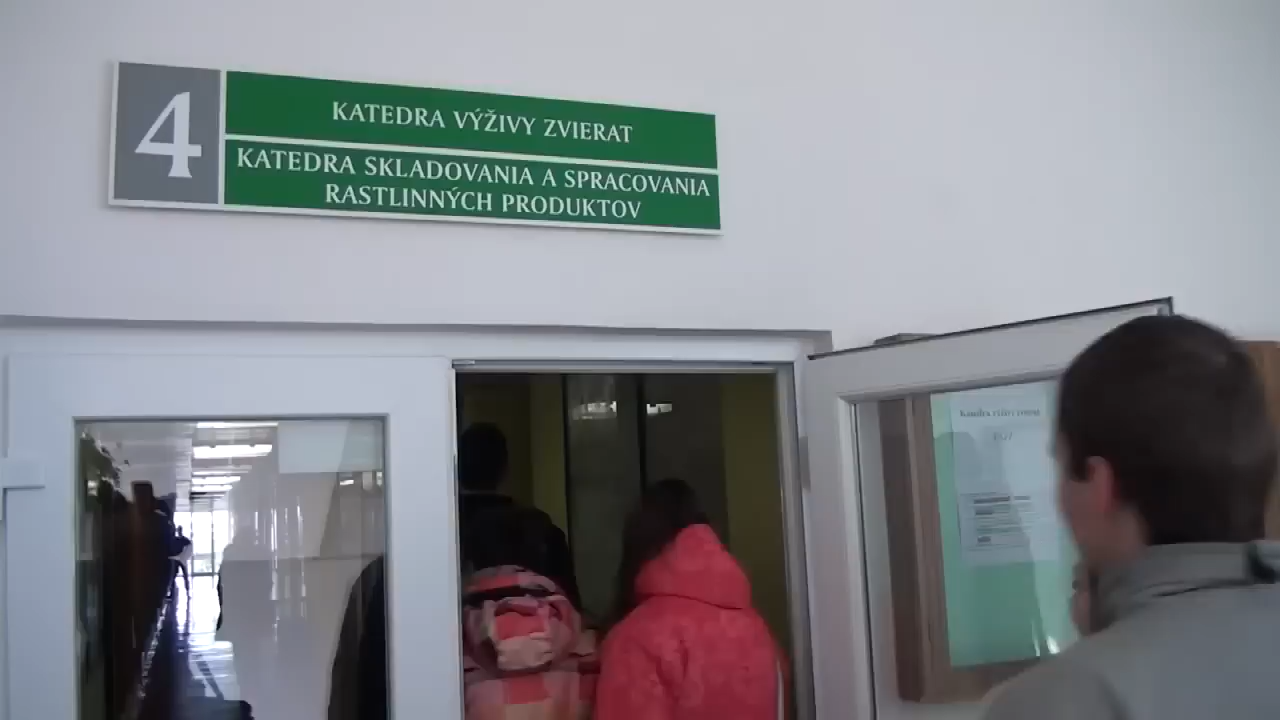 4
KATEDRA VÝŽIVY ZVIERAT
KATEDRA SKLADOVANIA A SPRACOVANIA
RASTLINNÝCH PRODUKTOV